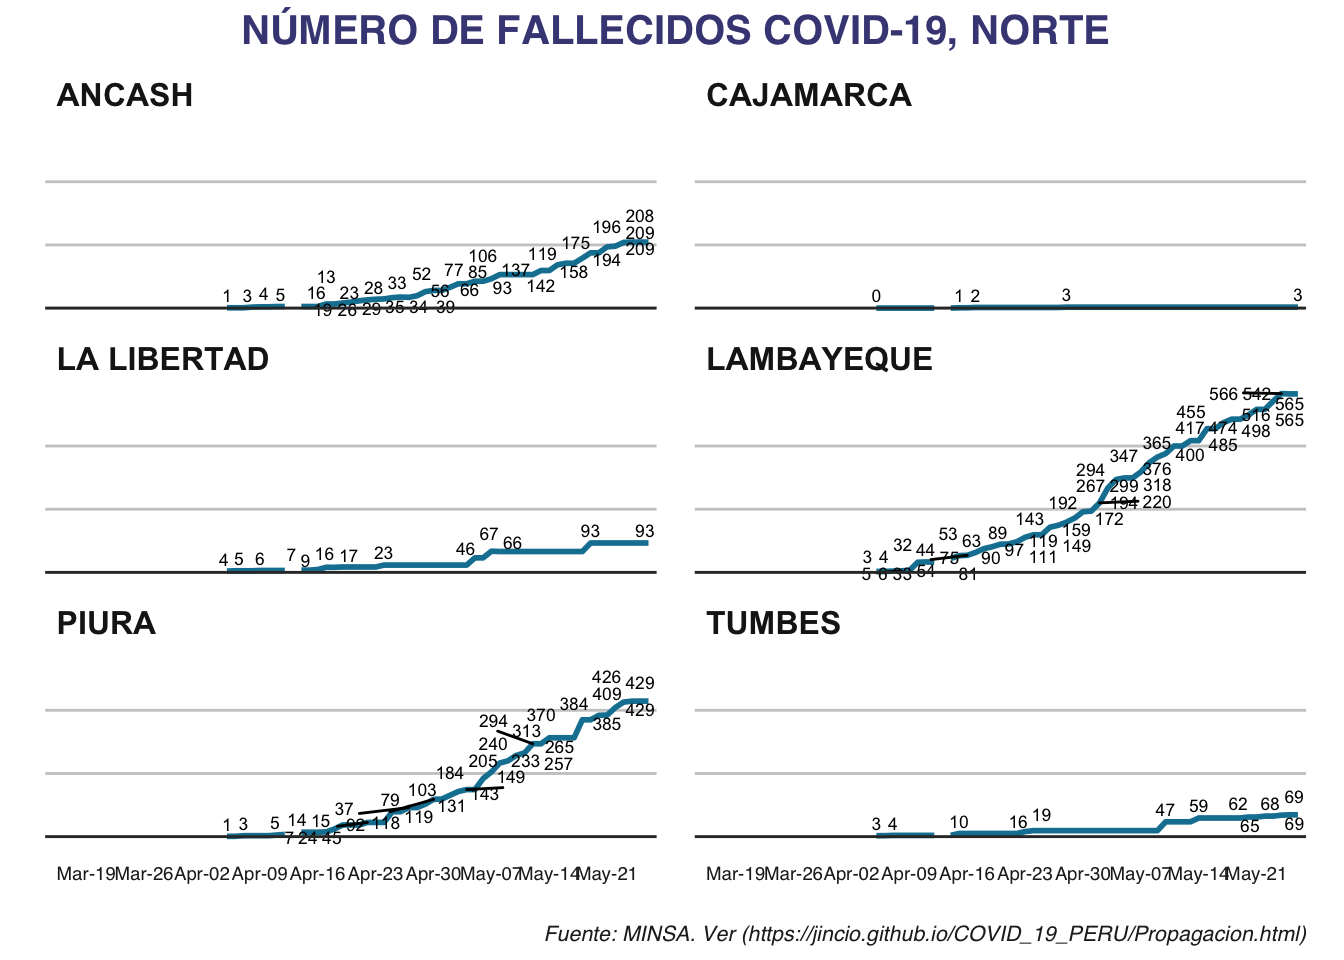 NÚMERO DE FALLECIDOS COVID-19, NORTE
ANCASH
1 3 4 5 16 13 19 23 26 28 29 33 35 52 34 56 39 77 66 85 106 93 137 119 142 175 158 196 194 208 209 209
CAJAMARCA
0 1 2 3 3
LA LIBERTAD
4 5 6 7 9 16 17 23 46 67 66 93 93
LAMBAYEQUE
3 4 5 6 32 33 44 64 53 75 63 81 89 90 97 143 119 111 192 159 149 294 267 172 347 299 194 365 376 318 220 455 417 400 474 485 566 542 516 498 565 565
PIURA
1 3 5 7 14 24 15 45 37 92 79 118 103 119 184 131 205 143 294 240 149 313 233 370 265 257 384 426 409 385 429 429
TUMBES
3 4 10 16 19 47 59 62 65 68 69 69
Mar-19 Mar-26 Apr-02 Apr-09 Apr-16 Apr-23 Apr-30 May-07 May-14 May-21
Mar-19 Mar-26 Apr-02 Apr-09 Apr-16 Apr-23 Apr-30 May-07 May-14 May-21
Fuente: MINSA. Ver (https://jincio.github.io/COVID_19_PERU/Propagacion.html)